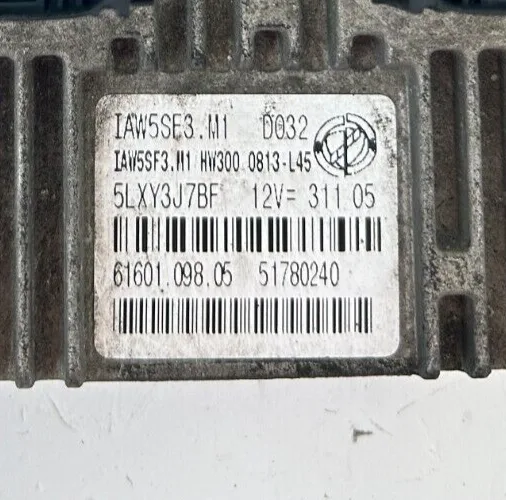 IAW5SF3.M1 D032
IAW5SF3.M1 HW300 0813-L45
5LXY3J7BF 12V= 311 05
61601.098.05 51780240